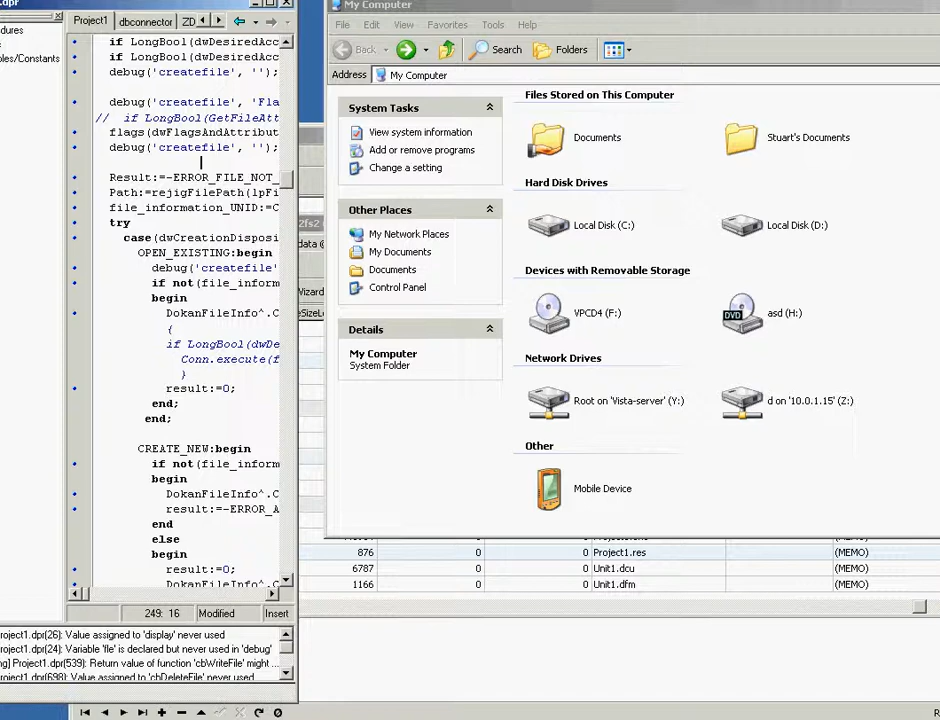 .dpr
dures
bles/Constants
Project1 dbconnector ZD
if LongBool(dwDesiredAcc
if LongBool(dwDesiredAcc
debug('createfile', '');
debug('createfile', 'Fla
// if LongBool(GetFileAtt
flags(dwFlagsAndAttribut
debug('createfile', '');
Result:=-ERROR_FILE_NOT_
Path:=rejigFilePath(lpFi
file_information_UNID:=C
try
case(dwCreationDisposi
OPEN_EXISTING:begin
debug('createfile'
if not(file_inform
begin
DokanFileInfo^.C
{
if LongBool(dwDe
Conn.execute(f
}
result:=0;
end;
end;
CREATE_NEW:begin
if not(file_inform
begin
DokanFileInfo^.C
result:=-ERROR_A
end
else
begin
result:=0;
DokanFileInfo^.C
249: 16 Modified Insert
roject1.dpr(26): Value assigned to 'display' never used
roject1.dpr(24): Variable 'fle' is declared but never used in 'debug'
ng] Project1.dpr(539): Return value of function 'cbWriteFile' might ...
roject1.dpr(698): Value assigned to 'cbDeleteFile' never used
My Computer
File Edit View Favorites Tools Help
Back Search Folders
Address My Computer
System Tasks
View system information
Add or remove programs
Change a setting
Other Places
My Network Places
My Documents
Documents
Control Panel
Details
My Computer
System Folder
Files Stored on This Computer
Documents Stuart's Documents
Hard Disk Drives
Local Disk (C:) Local Disk (D:)
Devices with Removable Storage
VPCD4 (F:) DVD asd (H:)
Network Drives
Root on 'Vista-server' (Y:) d on '10.0.1.15' (Z:)
Other
Mobile Device
2fs2
data @
Wizard
eSizeLo
876 0 0 Project1.res (MEMO)
6787 0 0 Unit1.dcu (MEMO)
1166 0 0 Unit1.dfm (MEMO)
R